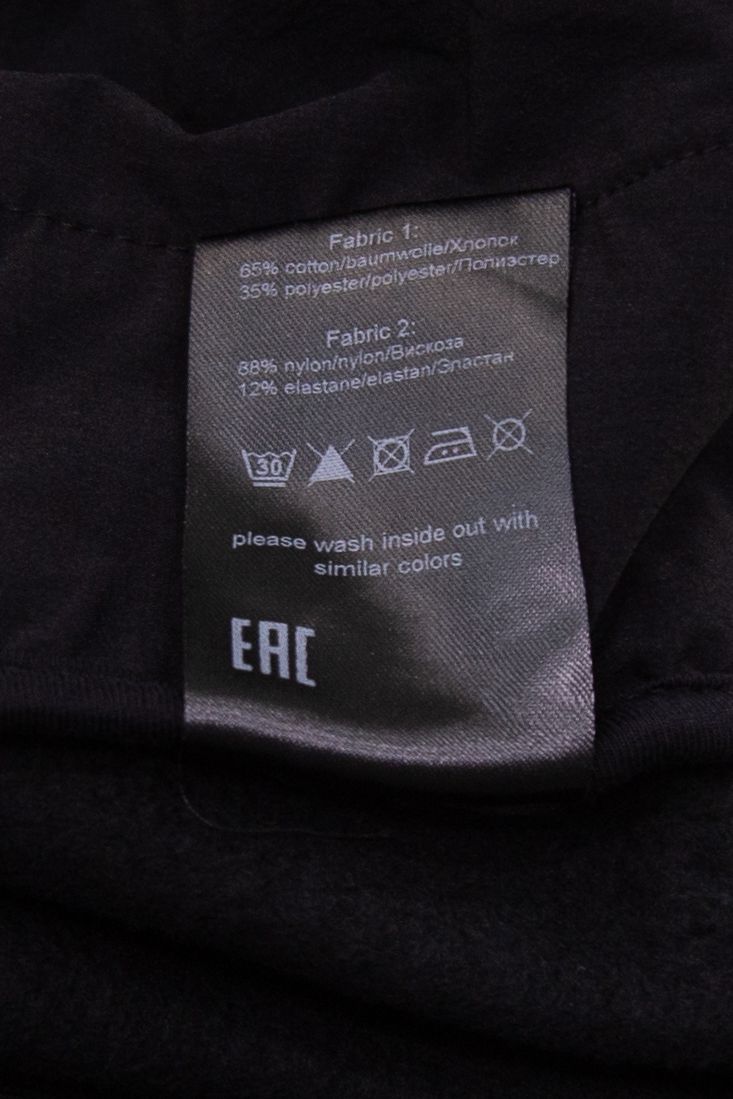 Fabric 1:
65% cotton/baumwolle/Хлопок
35% polyester/polyester/Полиэстер
Fabric 2:
88% nylon/nylon/Вискоза
12% elastane/elastan/Эластан
30
please wash inside out with
similar colors
EAC